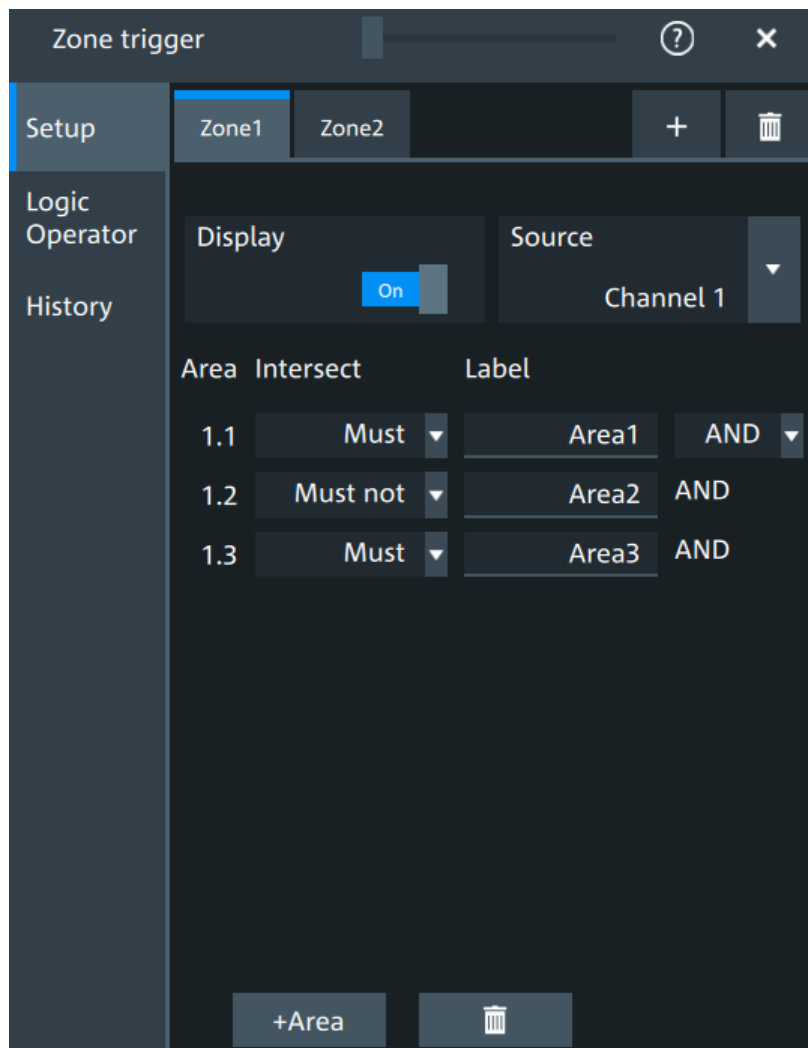 Zone trigger ? ×
Setup Zone1 Zone2 +
Logic
Operator
Display Source
On Channel 1
History
Area Intersect Label
1.1 Must Area1 AND
1.2 Must not Area2 AND
1.3 Must Area3 AND
+Area